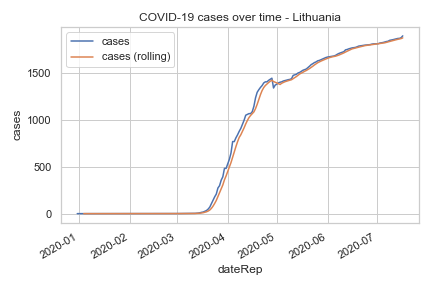 COVID-19 cases over time - Lithuania
cases
cases (rolling)
1500
1000
500
0
cases
2020-01
2020-02
2020-03
2020-04
2020-05
2020-06
2020-07
dateRep